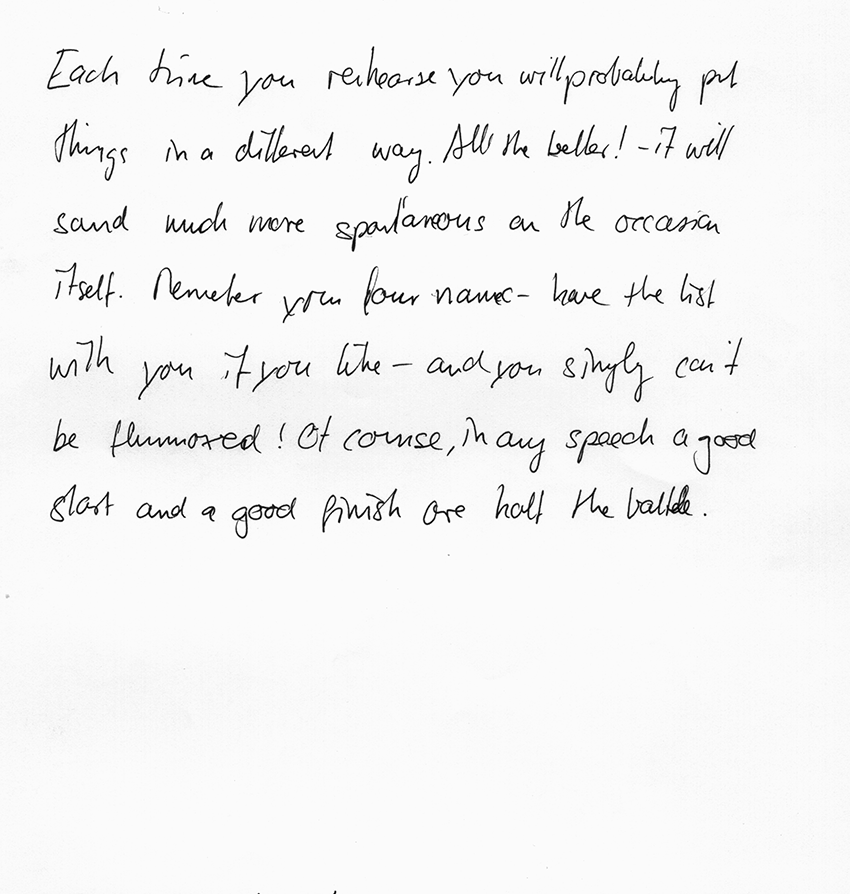 Each time you rehearse you will probably put
things in a different way. All the better! - it will
sound much more spontaneous on the occasion
itself. Remember your four names - have the list
with you if you like - and you simply can't
be flummoxed! Of course, in any speech a good
start and a good finish are half the battle.